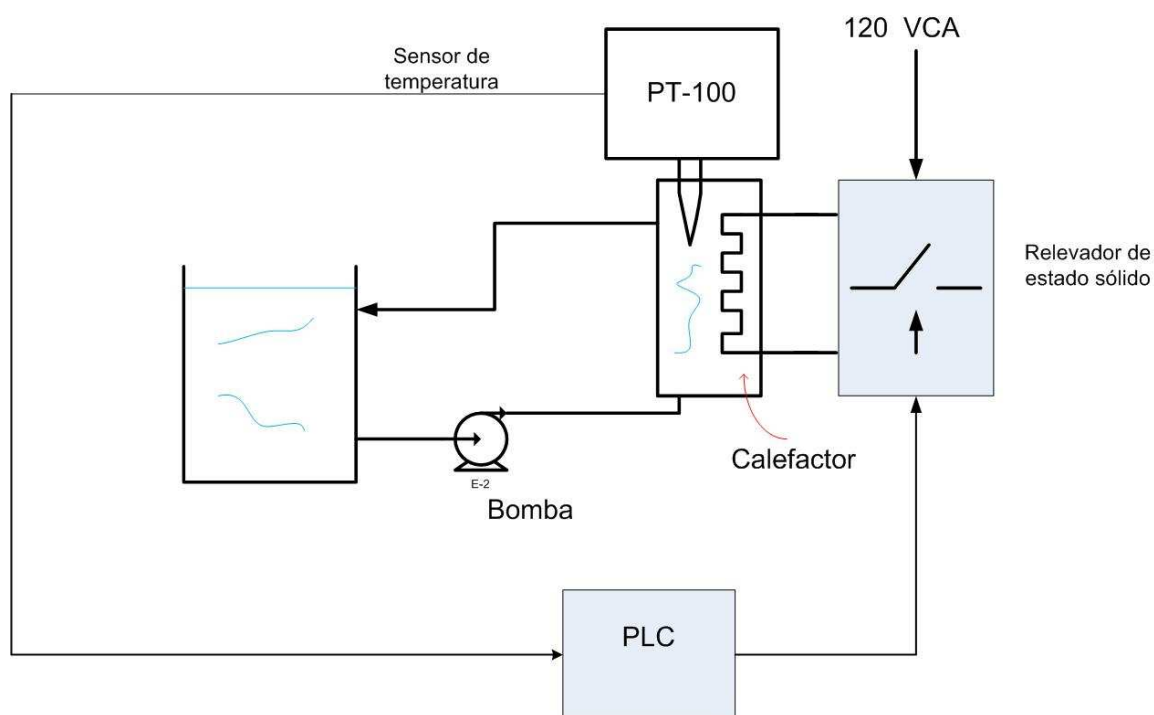 120 VCA
Sensor de
temperatura
PT-100
Relevador de
estado sólido
Calefactor
E-2
Bomba
PLC